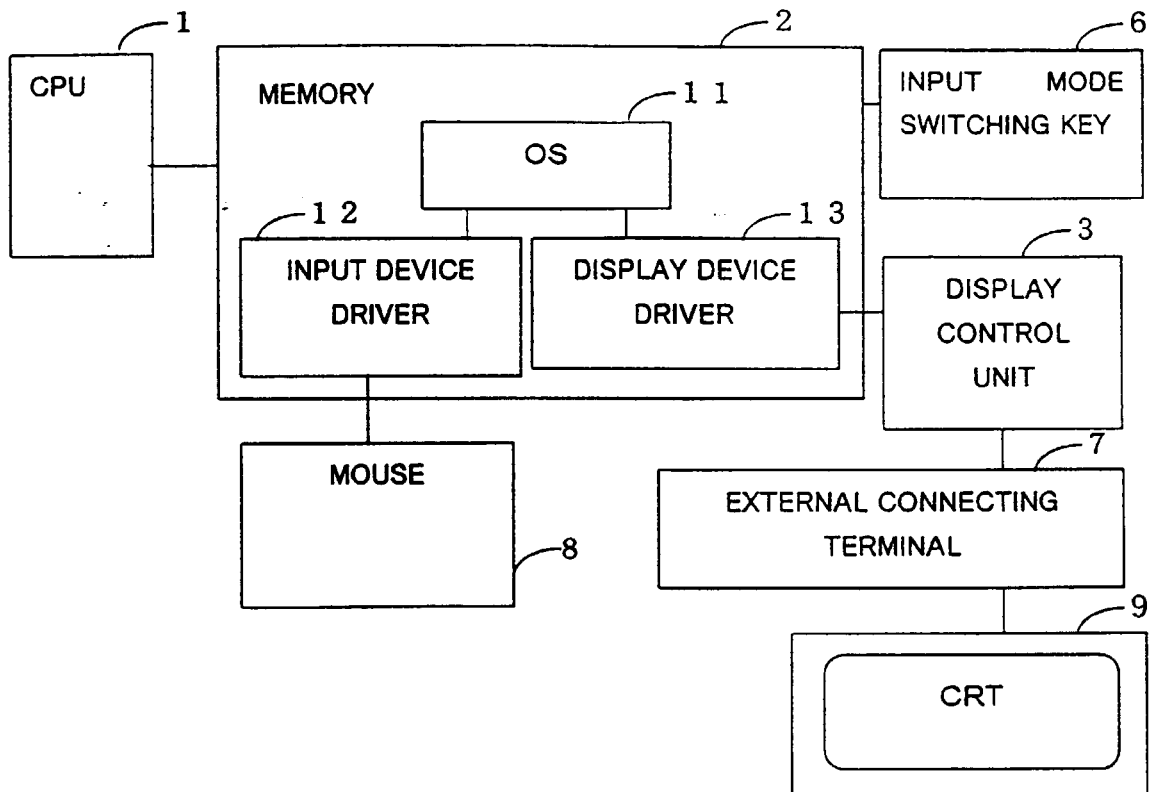 1
CPU
2
MEMORY
1 1
OS
1 2
INPUT DEVICE
DRIVER
1 3
DISPLAY DEVICE
DRIVER
6
INPUT MODE
SWITCHING KEY
3
DISPLAY
CONTROL
UNIT
MOUSE
8
7
EXTERNAL CONNECTING
TERMINAL
9
CRT